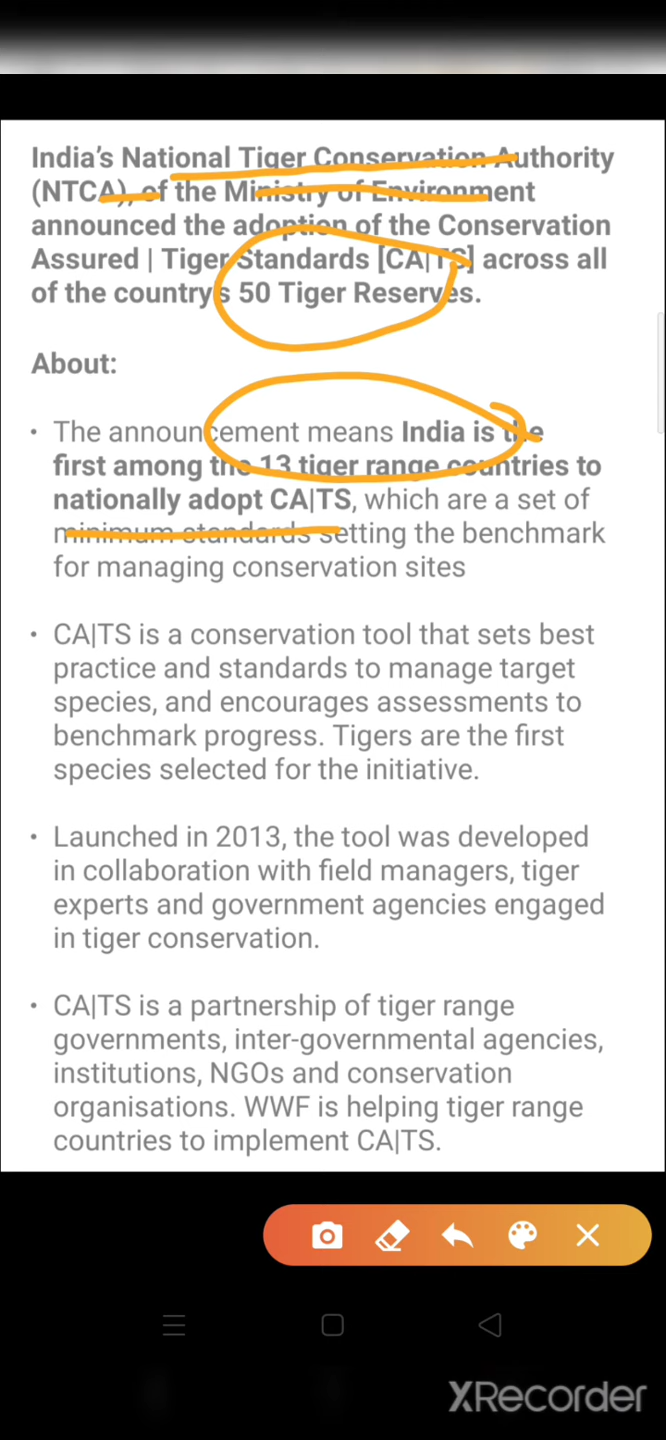 India's National Tiger Conservation Authority
(NTCA), of the Ministry of Environment
announced the adoption of the Conservation
Assured | Tiger Standards [CA|TS] across all
of the country's 50 Tiger Reserves.
About:
• The announcement means India is the
first among the 13 tiger range countries to
nationally adopt CA|TS, which are a set of
minimum standards setting the benchmark
for managing conservation sites
• CA|TS is a conservation tool that sets best
practice and standards to manage target
species, and encourages assessments to
benchmark progress. Tigers are the first
species selected for the initiative.
• Launched in 2013, the tool was developed
in collaboration with field managers, tiger
experts and government agencies engaged
in tiger conservation.
• CA|TS is a partnership of tiger range
governments, inter-governmental agencies,
institutions, NGOs and conservation
organisations. WWF is helping tiger range
countries to implement CA|TS.
XRecorder